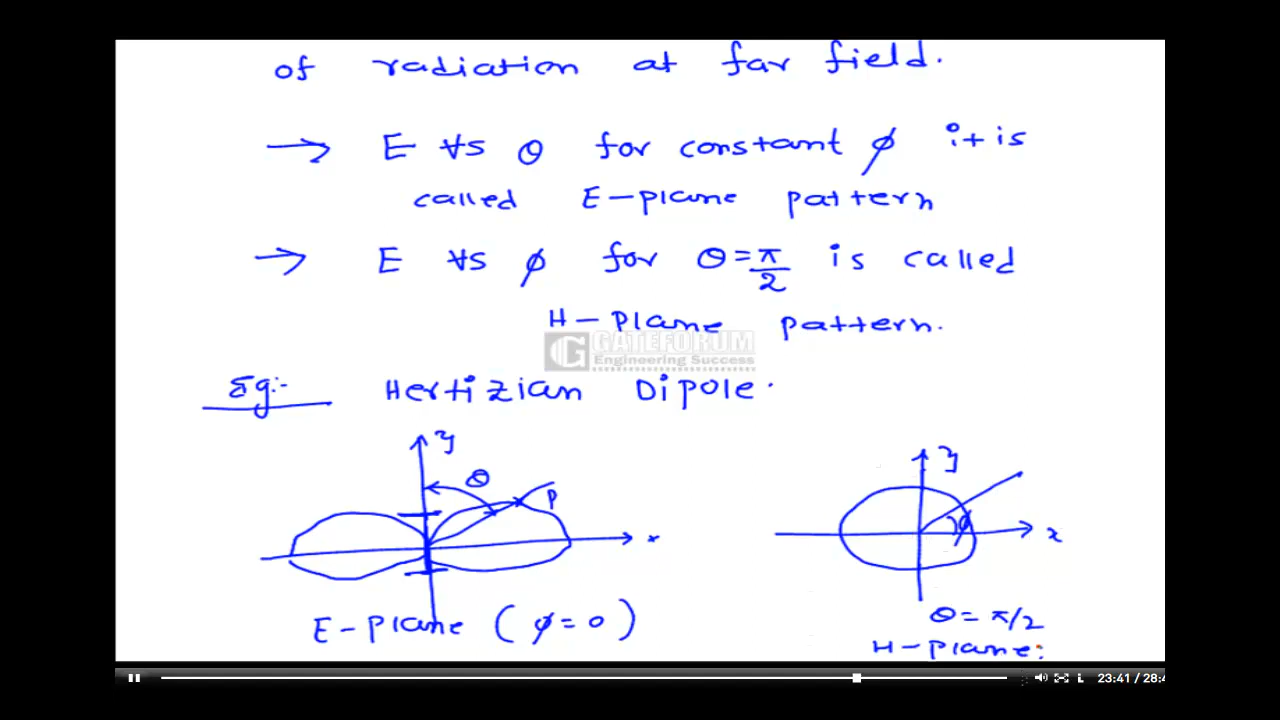 of radiation at far field.
→ E vs θ for constant ϕ it is
called E-plane pattern
→ E vs ϕ for θ = π/2 is called
H-plane pattern.
GATEFORUM
Engineering Success
Eg:- Hertizian Dipole.
θ
P
x
ϕ
x
E-plane (ϕ = 0)
θ = π/2
H-plane:
23:41 / 28:4